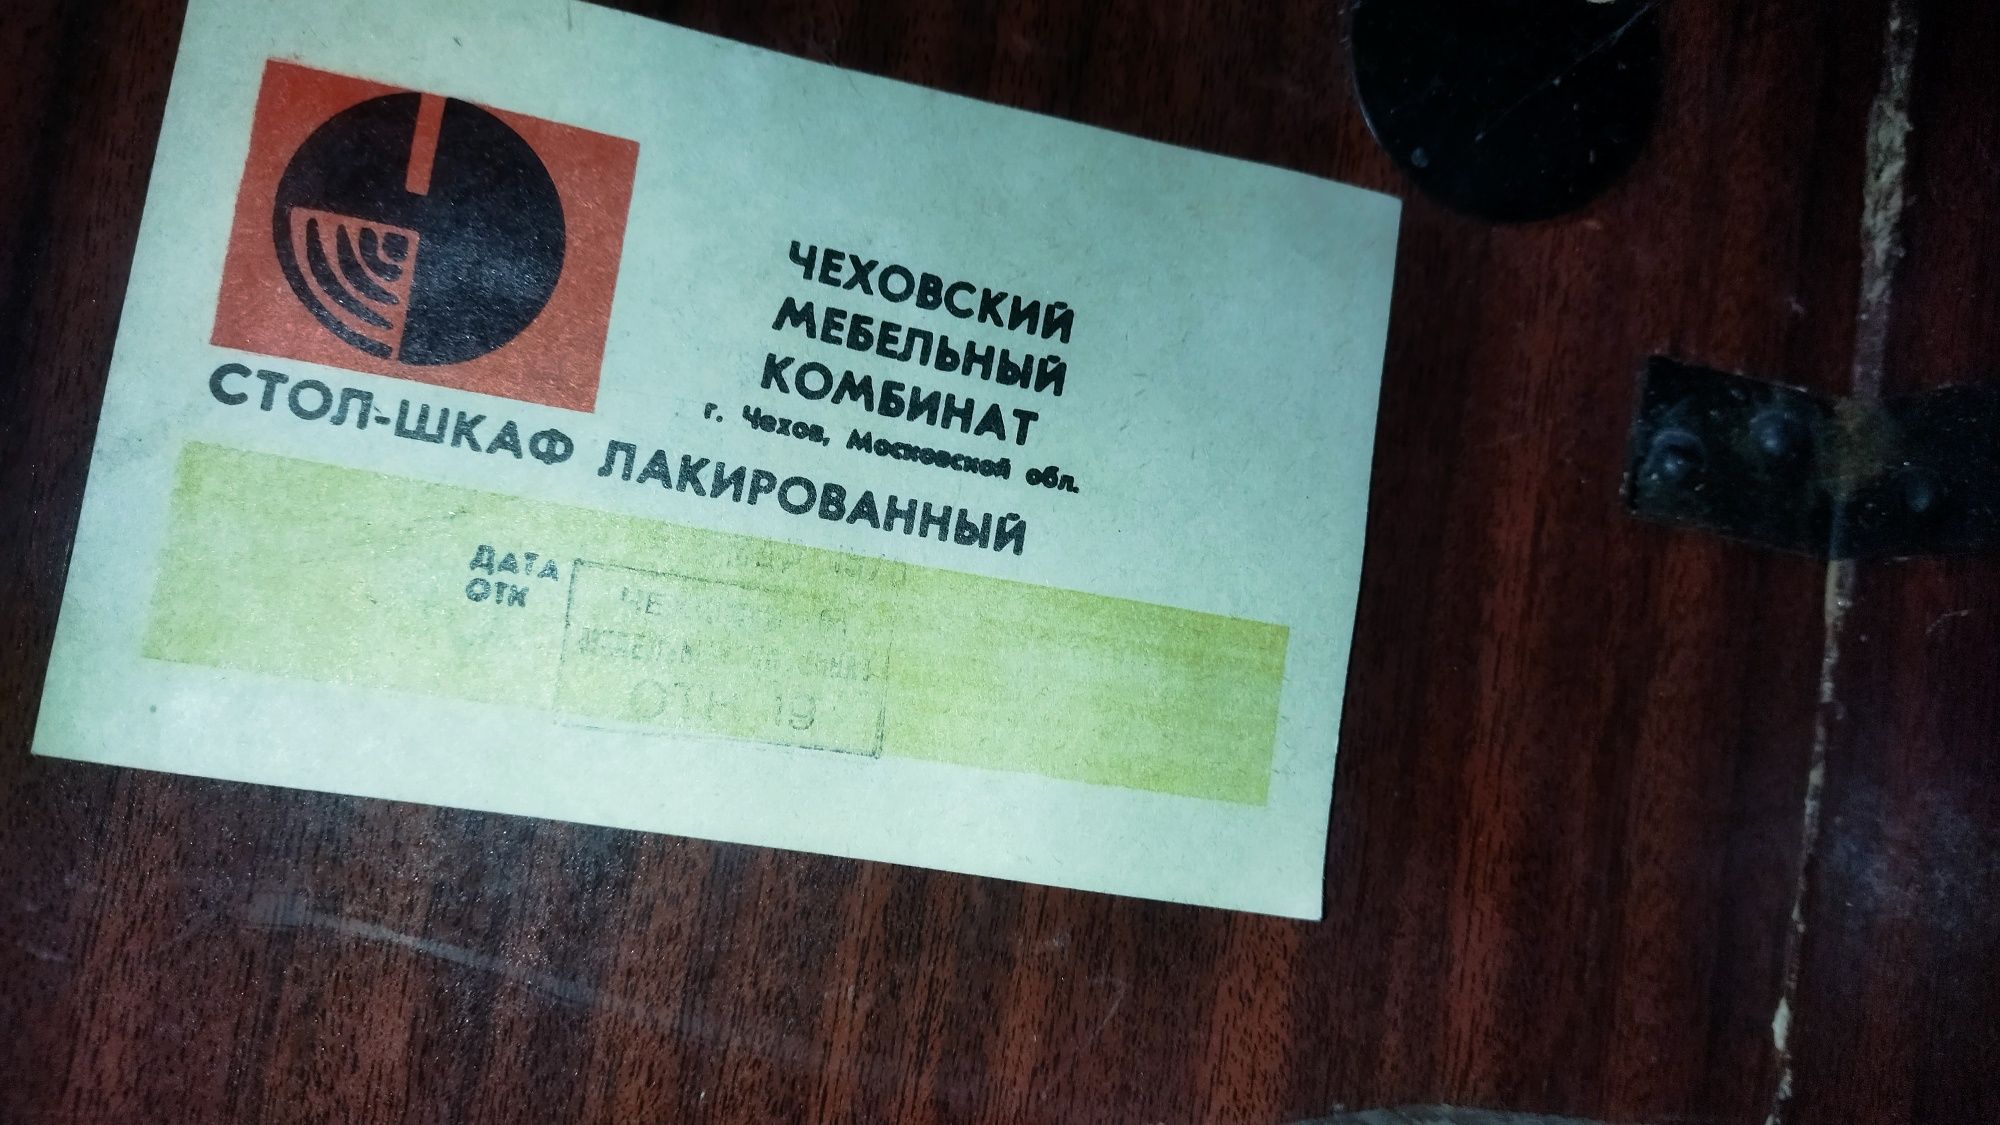 ЧЕХОВСКИЙ
МЕБЕЛЬНЫЙ
КОМБИНАТ
г. Чехов, Московской обл.
СТОЛ-ШКАФ ЛАКИРОВАННЫЙ
ДАТА
ОТК
ОТК 19